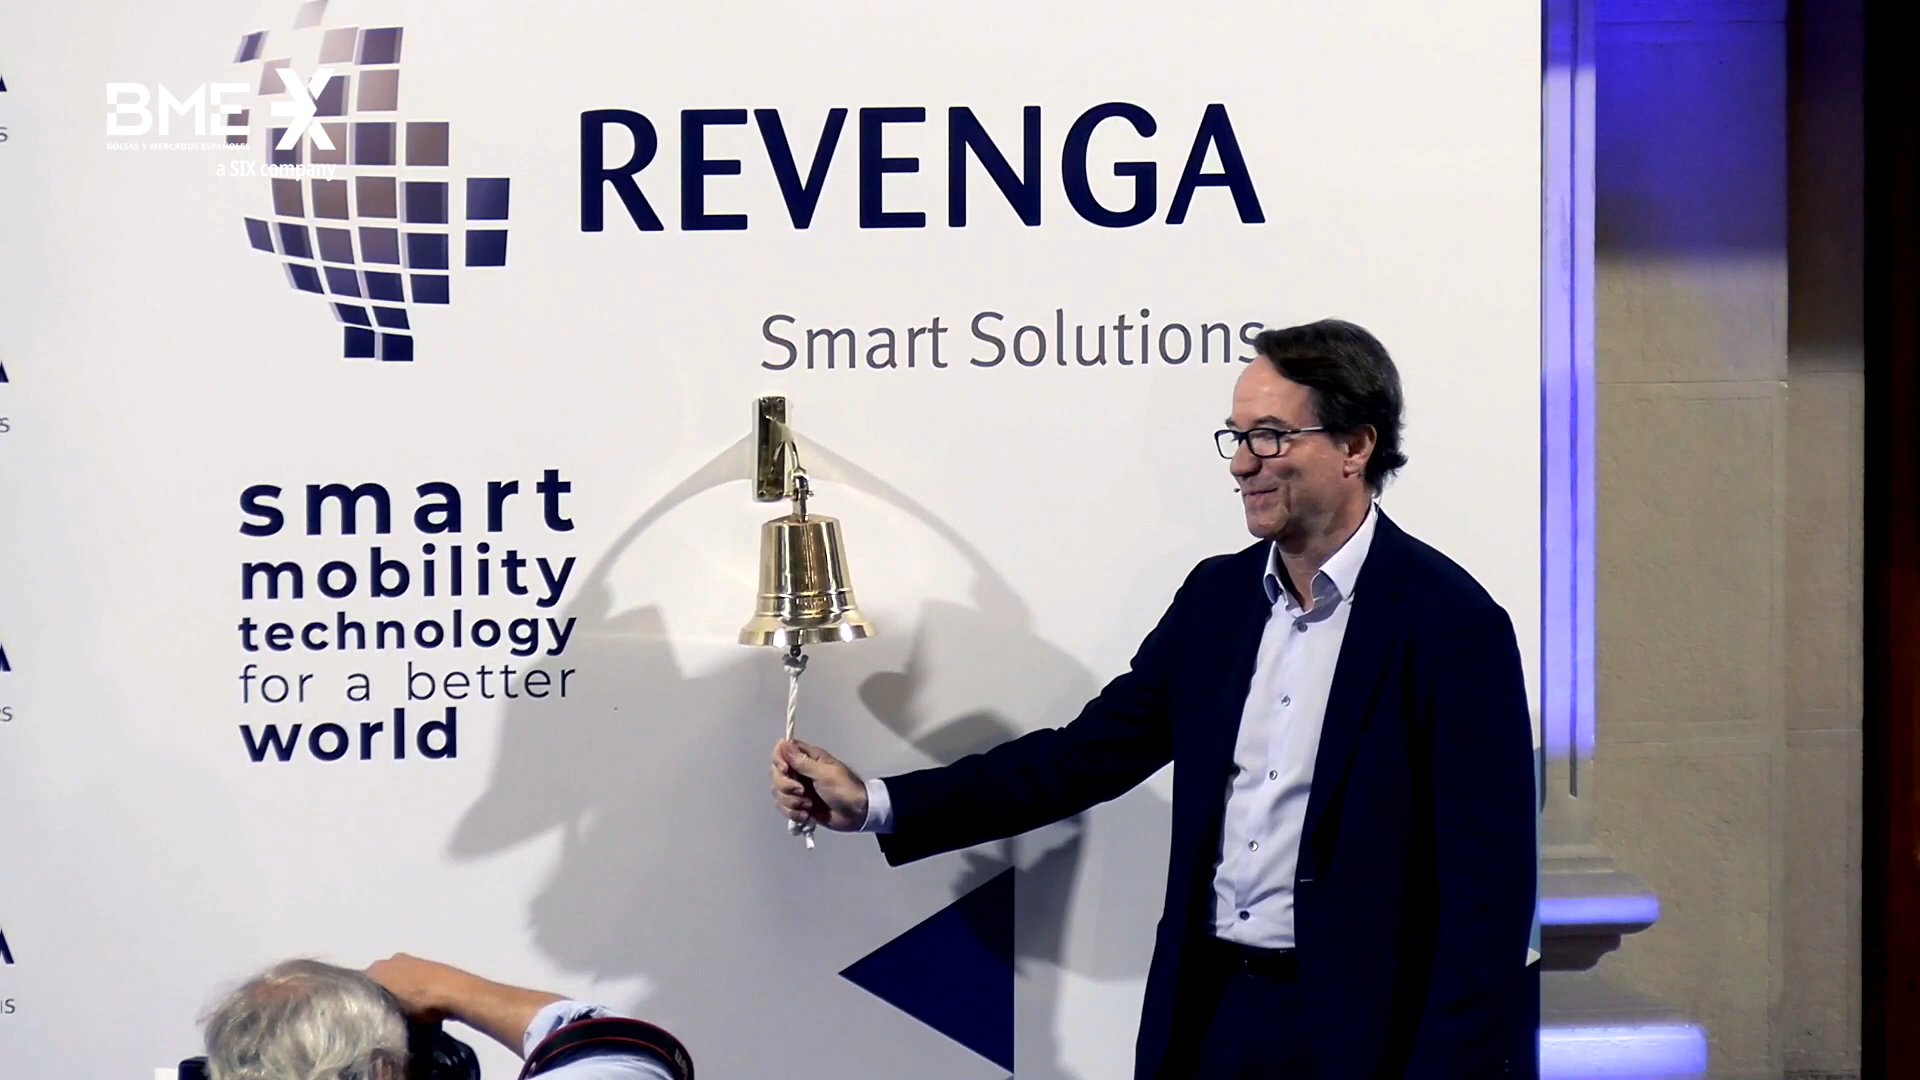 BME X
BOLSAS Y MERCADOS ESPAÑOLES
a SIX company
REVENGA
Smart Solutions
smart
mobility
technology
for a better
world